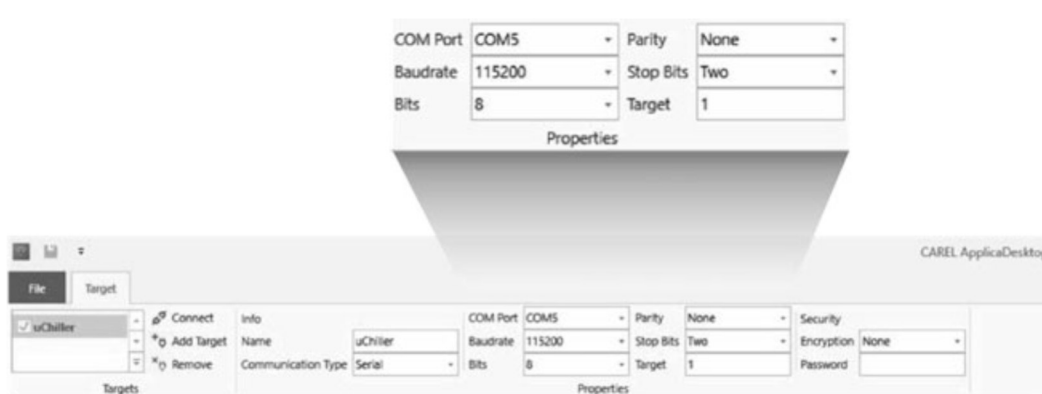 COM Port COM5 Parity None
Baudrate 115200 Stop Bits Two
Bits 8 Target 1
Properties
CAREL ApplicaDeskto
File Target
uChiller Connect Info COM Port COM5 Parity None Security
Add Target Name uChiller Baudrate 115200 Stop Bits Two Encryption None
Remove Communication Type Serial Bits 8 Target 1 Password
Targets Properties